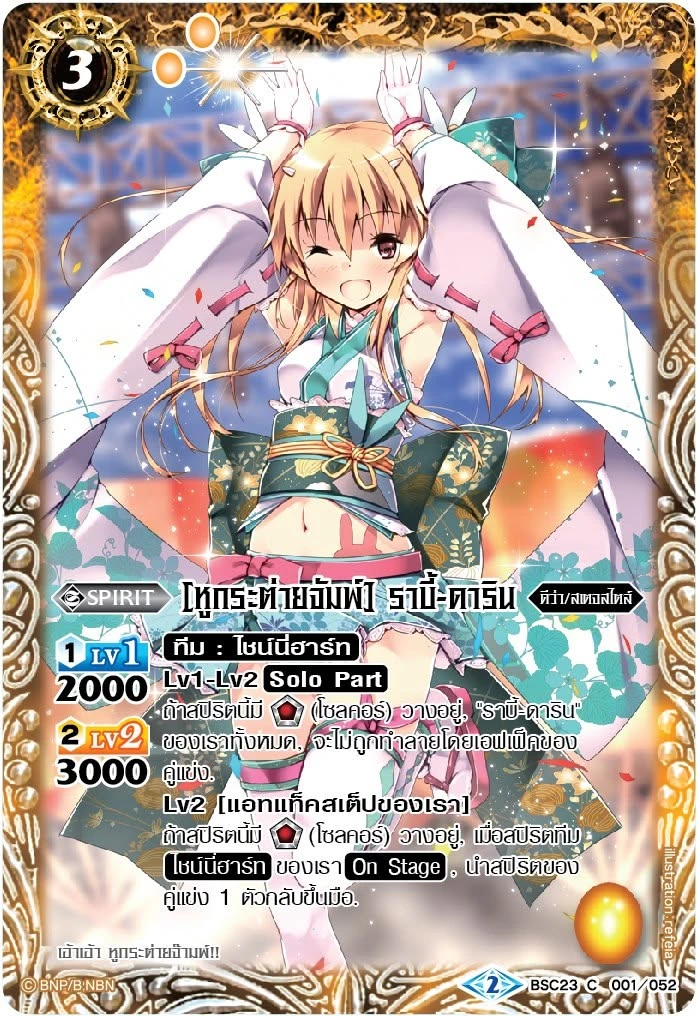 3
SPIRIT [หูกระต่ายจัมพ์] ราบี้-ดาริน ดีว่า/สเตจสไตล์
1 LV1 2000
2 LV2 3000
ทีม : ไชน์นี่ฮาร์ท
Lv1-Lv2 Solo Part
ถ้าสปิริตนี้มี (โซลคอร์) วางอยู่, "ราบี้-ดาริน"
ของเราทั้งหมด, จะไม่ถูกทำลายโดยเอฟเฟ็คของ
คู่แข่ง.
Lv2 [แอทแท็คสเต็ปของเรา]
ถ้าสปิริตนี้มี (โซลคอร์) วางอยู่, เมื่อสปิริตทีม
ไชน์นี่ฮาร์ท ของเรา On Stage , นำสปิริตของ
คู่แข่ง 1 ตัวกลับขึ้นมือ.
เอ้าเอ้า หูกระต่ายจ๊ามพ์!!
illustration : refeia
©BNP/B:NBN 2 BSC23 C 001/052